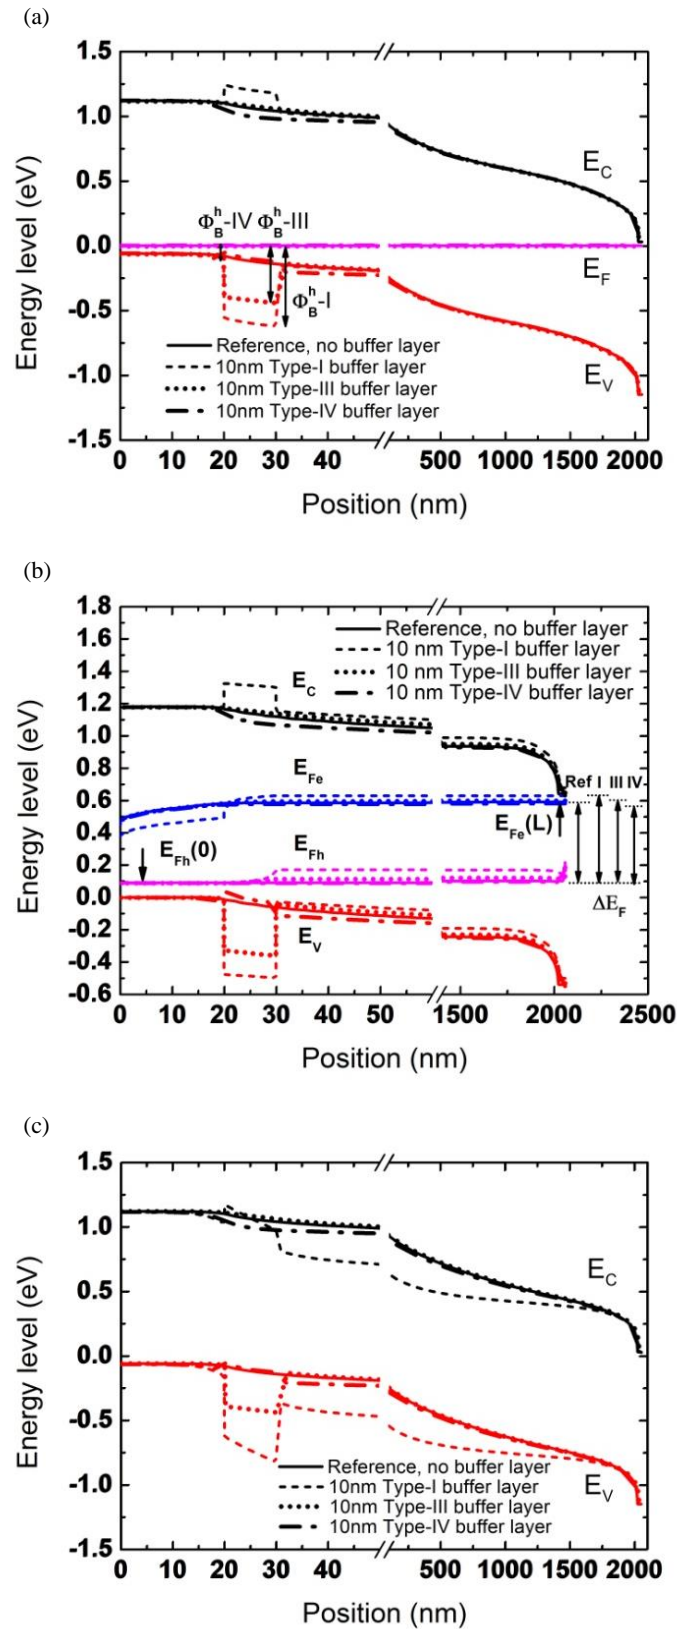 (a)
1.5
1.0
0.5
0.0
-0.5
-1.0
-1.5
Energy level (eV)
E_C
Φ_B^h-IV Φ_B^h-III
E_F
Φ_B^h-I
Reference, no buffer layer
10nm Type-I buffer layer
10nm Type-III buffer layer
10nm Type-IV buffer layer
E_V
0 10 20 30 40 500 1000 1500 2000
Position (nm)
(b)
1.8
1.6
1.4
1.2
1.0
0.8
0.6
0.4
0.2
0.0
-0.2
-0.4
-0.6
Energy level (eV)
Reference, no buffer layer
10 nm Type-I buffer layer
10 nm Type-III buffer layer
10 nm Type-IV buffer layer
E_C
E_Fe
Ref I III IV
E_Fe(L)
E_Fh(0)
E_Fh
ΔE_F
E_V
0 10 20 30 40 50 1500 2000 2500
Position (nm)
(c)
1.5
1.0
0.5
0.0
-0.5
-1.0
-1.5
Energy level (eV)
E_C
E_V
Reference, no buffer layer
10nm Type-I buffer layer
10nm Type-III buffer layer
10nm Type-IV buffer layer
0 10 20 30 40 500 1000 1500 2000
Position (nm)